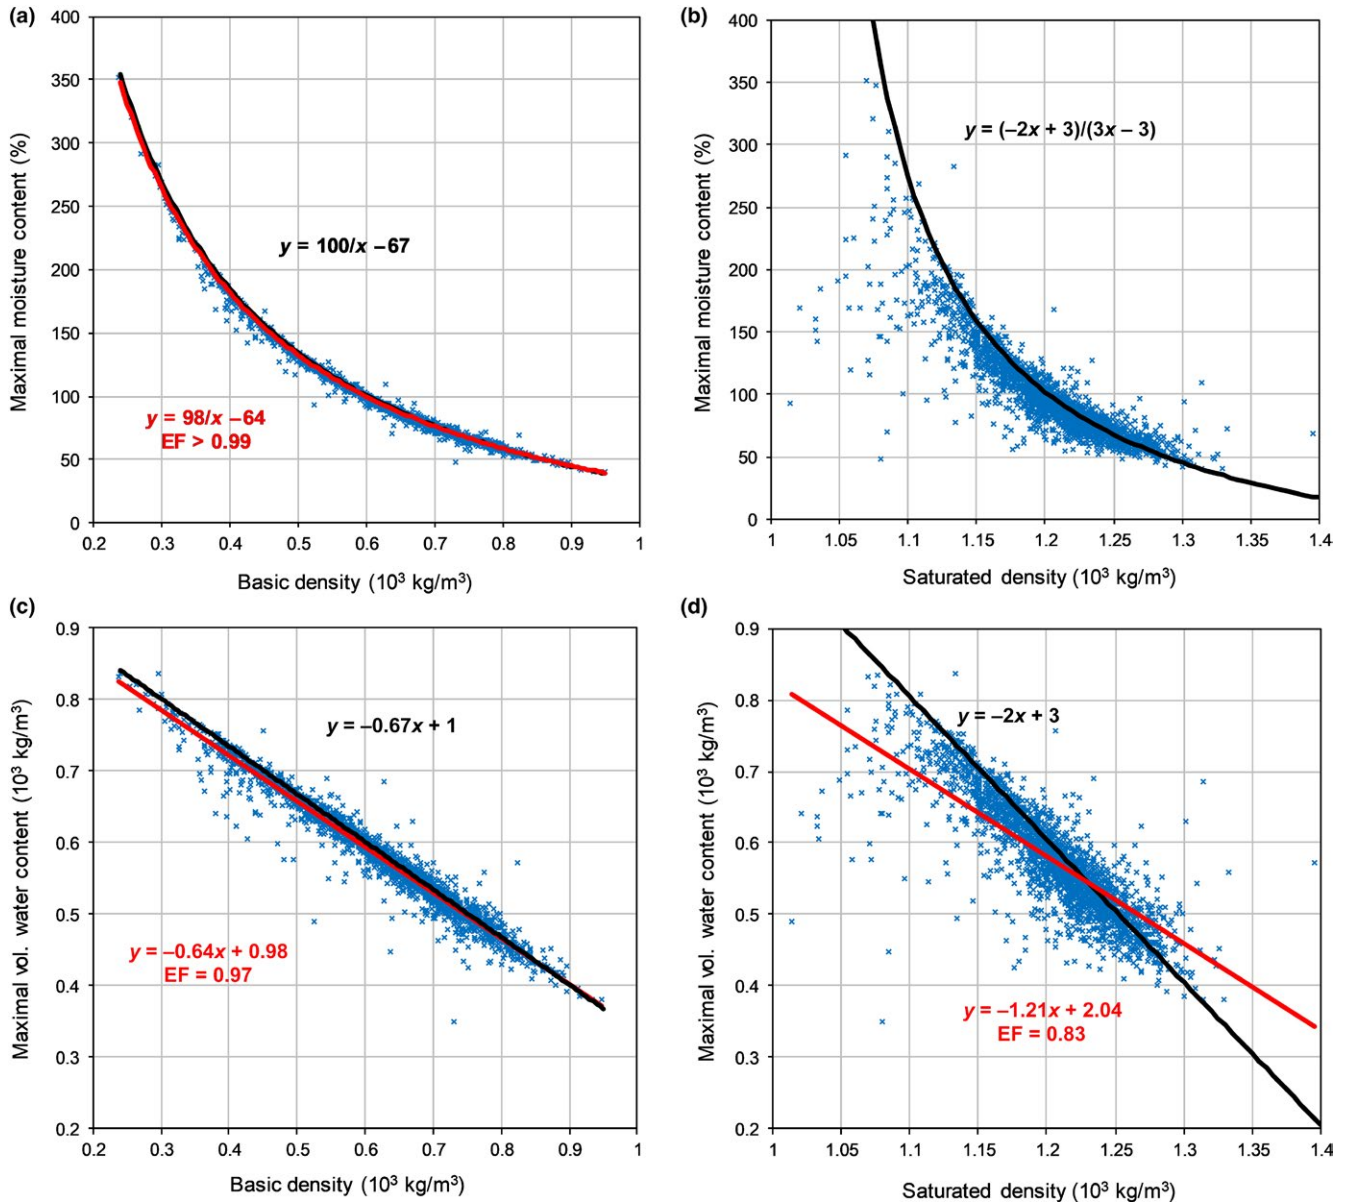 (a)
400
350
300
250
200
150
100
50
0
Maximal moisture content (%)
y = 100/x –67
y = 98/x –64
EF > 0.99
0.2 0.3 0.4 0.5 0.6 0.7 0.8 0.9 1
Basic density (10³ kg/m³)
(b)
400
350
300
250
200
150
100
50
0
Maximal moisture content (%)
y = (–2x + 3)/(3x – 3)
1 1.05 1.1 1.15 1.2 1.25 1.3 1.35 1.4
Saturated density (10³ kg/m³)
(c)
0.9
0.8
0.7
0.6
0.5
0.4
0.3
0.2
Maximal vol. water content (10³ kg/m³)
y = –0.67x + 1
y = –0.64x + 0.98
EF = 0.97
0.2 0.3 0.4 0.5 0.6 0.7 0.8 0.9 1
Basic density (10³ kg/m³)
(d)
0.9
0.8
0.7
0.6
0.5
0.4
0.3
0.2
Maximal vol. water content (10³ kg/m³)
y = –2x + 3
y = –1.21x + 2.04
EF = 0.83
1 1.05 1.1 1.15 1.2 1.25 1.3 1.35 1.4
Saturated density (10³ kg/m³)